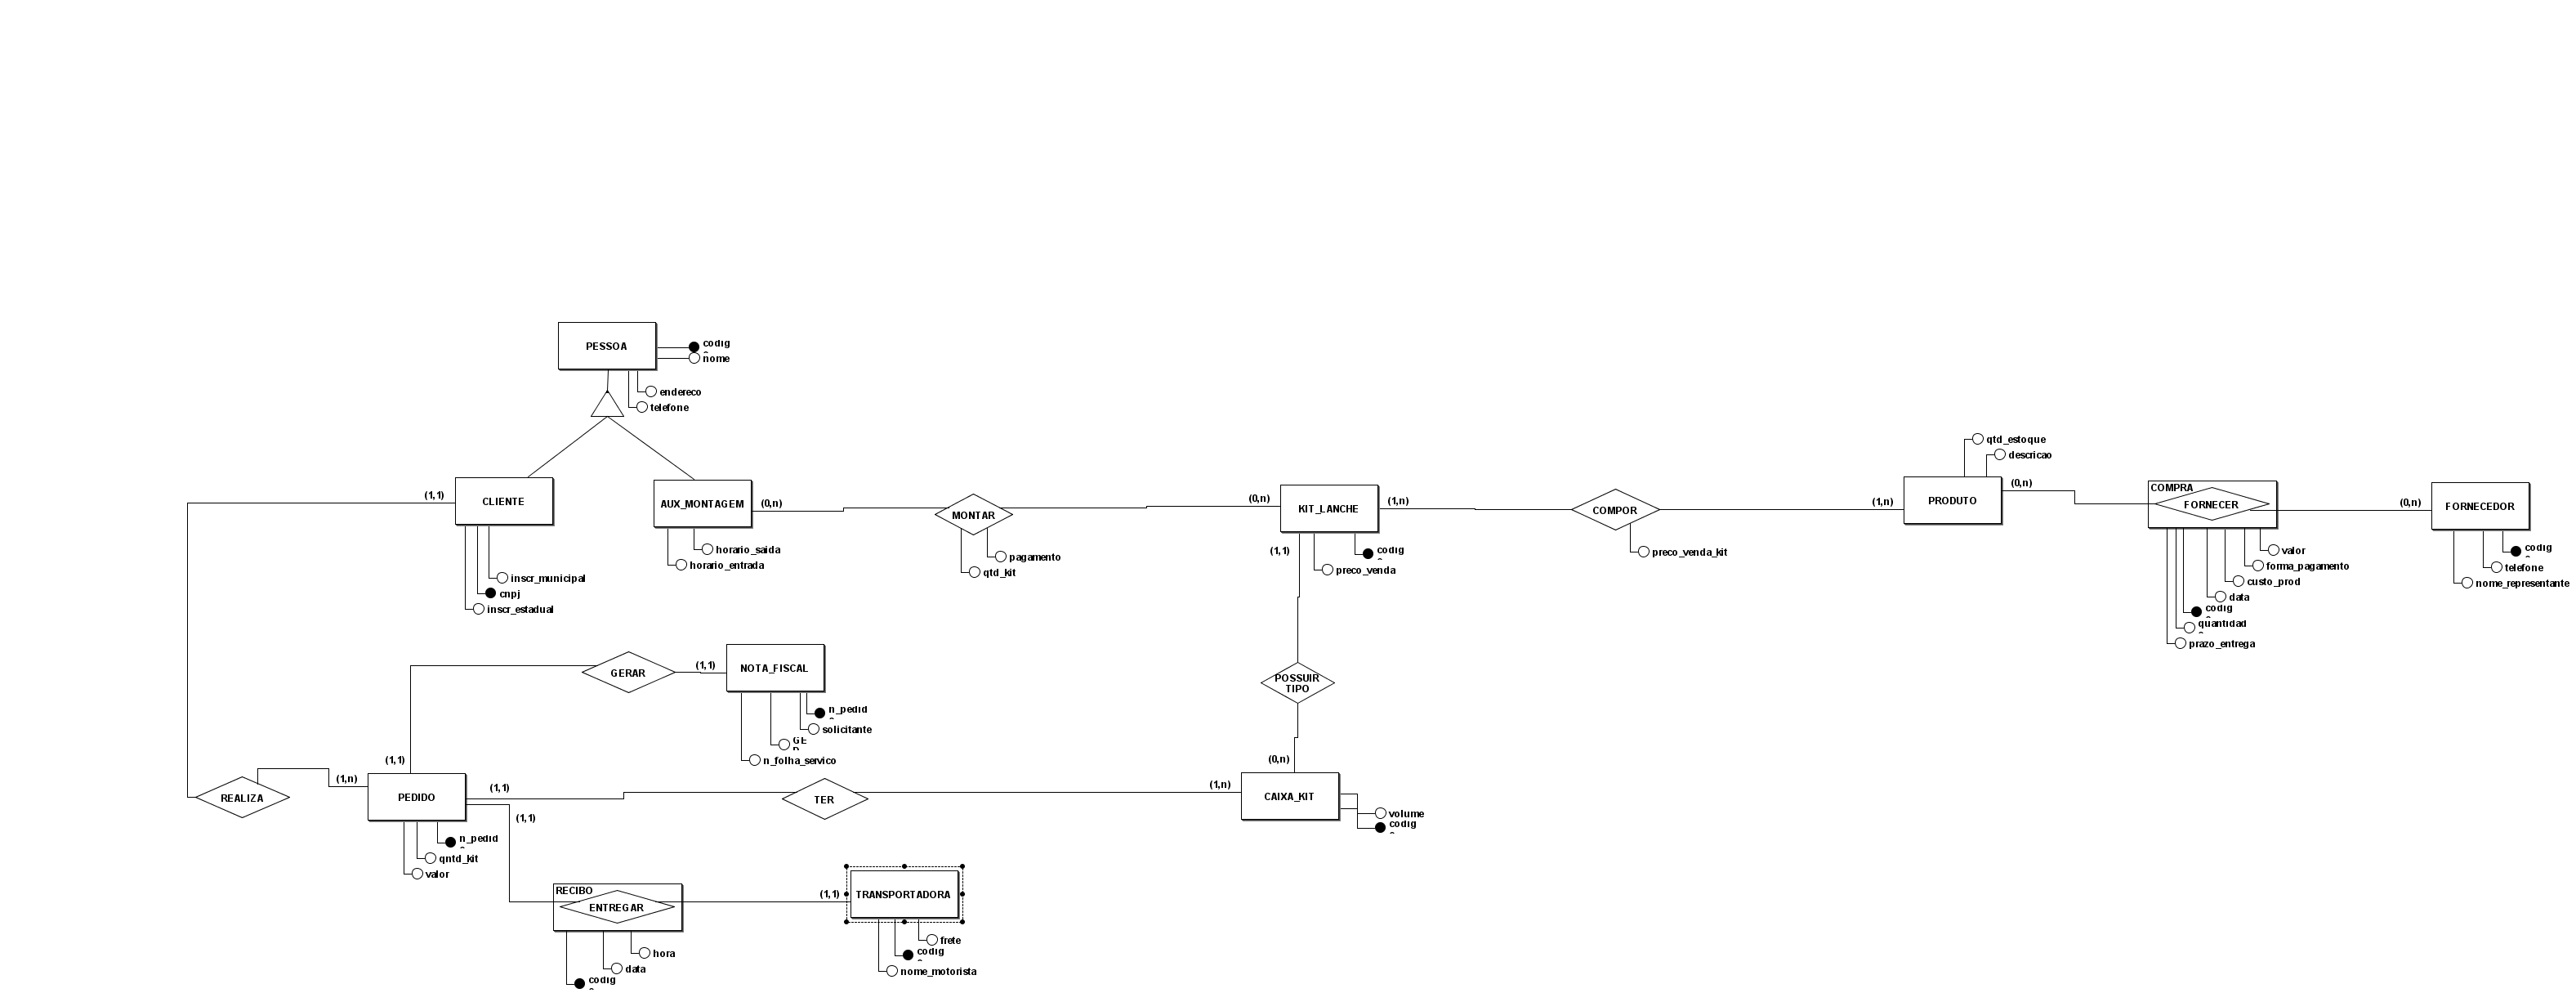 PESSOA
codig
nome
endereco
telefone
qtd_estoque
descricao
(1,1)
CLIENTE
AUX_MONTAGEM
(0,n)
MONTAR
(0,n)
KIT_LANCHE
(1,n)
COMPOR
(1,n)
PRODUTO
(0,n)
COMPRA
FORNECER
(0,n)
FORNECEDOR
inscr_municipal
cnpj
inscr_estadual
horario_saida
horario_entrada
pagamento
qtd_kit
(1,1)
codig
preco_venda
preco_venda_kit
valor
forma_pagamento
custo_prod
data
codig
quantidad
prazo_entrega
codig
telefone
nome_representante
GERAR
(1,1)
NOTA_FISCAL
POSSUIR
TIPO
n_pedid
solicitante
n_folha_servico
(1,1)
(0,n)
REALIZA
(1,n)
PEDIDO
(1,1)
TER
(1,n)
CAIXA_KIT
volume
codig
(1,1)
n_pedid
qntd_kit
valor
RECIBO
ENTREGAR
(1,1)
TRANSPORTADORA
hora
data
codig
frete
codig
nome_motorista